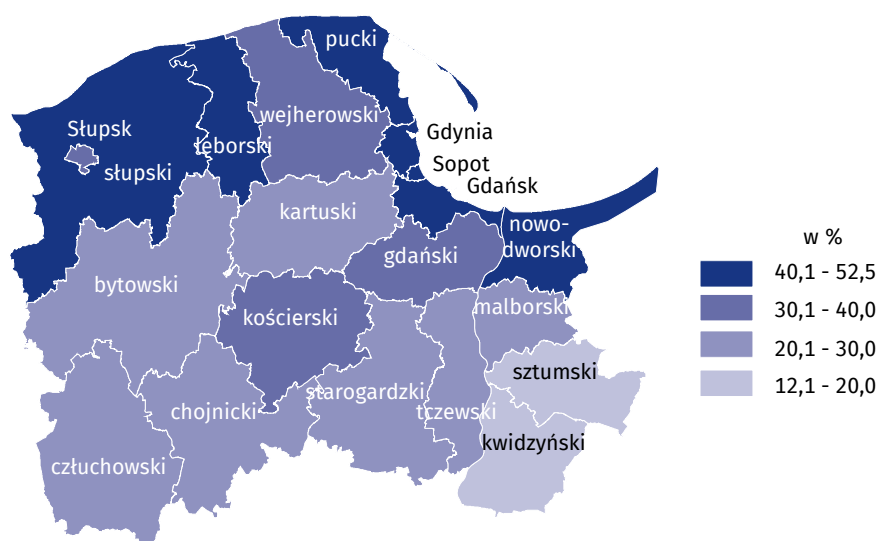 pucki
wejherowski
Słupsk
lęborski
słupski
Gdynia
Sopot
Gdańsk
kartuski
nowo-
dworski
gdański
bytowski
kościerski
malborski
sztumski
starogardzki
chojnicki
tczewski
kwidzyński
człuchowski
w %
40,1 - 52,5
30,1 - 40,0
20,1 - 30,0
12,1 - 20,0